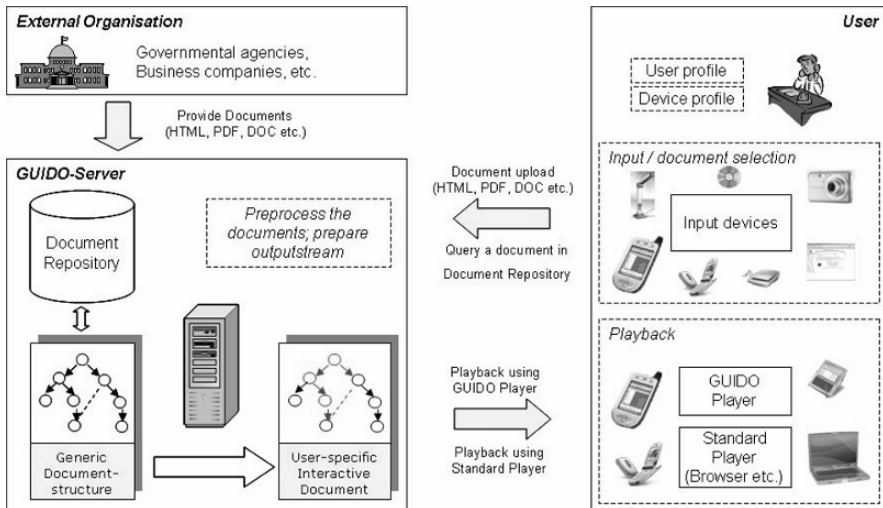 External Organisation
Governmental agencies,
Business companies, etc.
Provide Documents
(HTML, PDF, DOC etc.)
GUIDO-Server
Document
Repository
Preprocess the
documents; prepare
outputstream
Generic
Document-
structure
User-specific
Interactive
Document
Document upload
(HTML, PDF, DOC etc.)
Query a document in
Document Repository
Playback using
GUIDO Player
Playback using
Standard Player
User
User profile
Device profile
Input / document selection
Input devices
Playback
GUIDO
Player
Standard
Player
(Browser etc.)